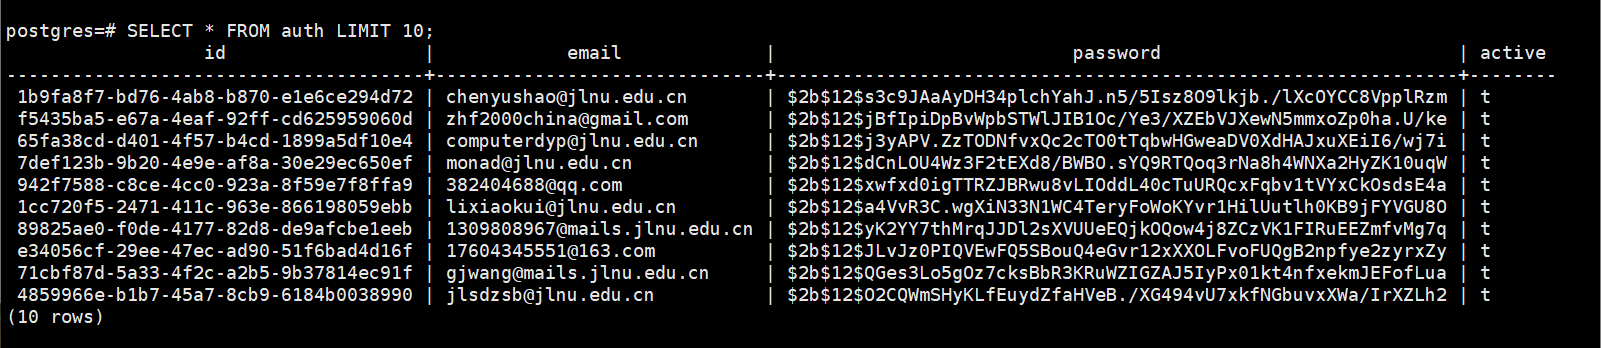 postgres=# SELECT * FROM auth LIMIT 10;
id | email | password | active
--------------------------------------+------------------------------+--------------------------------------------------------------+--------
1b9fa8f7-bd76-4ab8-b870-e1e6ce294d72 | chenyushao@jlnu.edu.cn | $2b$12$s3c9JAaAyDH34plchYahJ.n5/5Isz8O9lkjb./lXcOYCC8VpplRzm | t
f5435ba5-e67a-4eaf-92ff-cd625959060d | zhf2000china@gmail.com | $2b$12$jBfIpiDpBvWpbSTWlJIB1Oc/Ye3/XZEbVJXewN5mmxoZp0ha.U/ke | t
65fa38cd-d401-4f57-b4cd-1899a5df10e4 | computerdyp@jlnu.edu.cn | $2b$12$j3yAPV.ZzTODNfvxQc2cTO0tTqbwHGweaDV0XdHAJxuXEiI6/wj7i | t
7def123b-9b20-4e9e-af8a-30e29ec650ef | monad@jlnu.edu.cn | $2b$12$dCnLOU4Wz3F2tEXd8/BWBO.sYQ9RTQoq3rNa8h4WNXa2HyZK10uqW | t
942f7588-c8ce-4cc0-923a-8f59e7f8ffa9 | 382404688@qq.com | $2b$12$xwfxd0igTTRZJBRwu8vLIOddL40cTuURQcxFqbv1tVYxCkOsdsE4a | t
1cc720f5-2471-411c-963e-866198059ebb | lixiaokui@jlnu.edu.cn | $2b$12$a4VvR3C.wgXiN33N1WC4TeryFoWoKYvr1HilUutlh0KB9jFYVGU8O | t
89825ae0-f0de-4177-82d8-de9afcbe1eeb | 1309808967@mails.jlnu.edu.cn | $2b$12$yK2YY7thMrqJJDl2sXVUUeEQjkOQow4j8ZCzVK1FIRuEEZmfvMg7q | t
e34056cf-29ee-47ec-ad90-51f6bad4d16f | 17604345551@163.com | $2b$12$JLvJz0PIQVEwFQ5SBouQ4eGvr12xXXOLFvoFUQgB2npfye2zyrxZy | t
71cbf87d-5a33-4f2c-a2b5-9b37814ec91f | gjwang@mails.jlnu.edu.cn | $2b$12$QGes3Lo5gOz7cksBbR3KRuWZIGZAJ5IyPx01kt4nfxekmJEFofLua | t
4859966e-b1b7-45a7-8cb9-6184b0038990 | jlsdzsb@jlnu.edu.cn | $2b$12$O2CQWmSHyKLfEuydZfaHVeB./XG494vU7xkfNGbuvxXWa/IrXZLh2 | t
(10 rows)